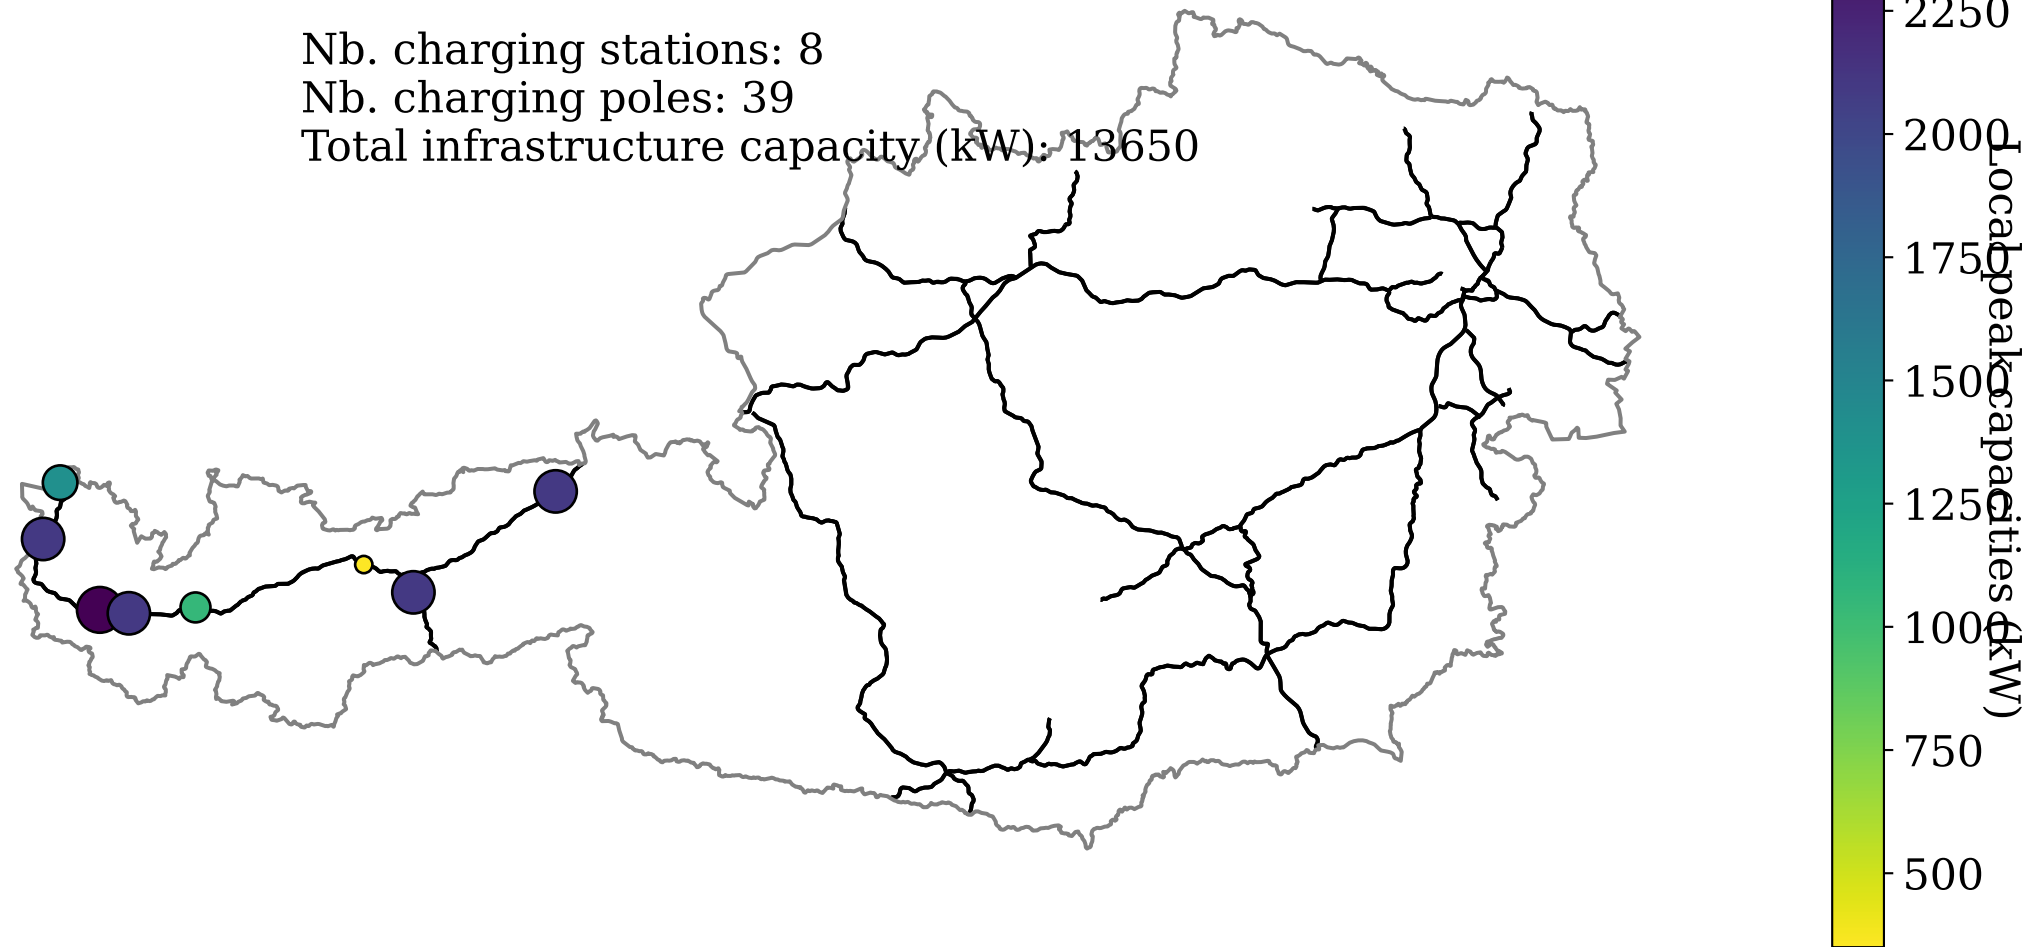 Nb. charging stations: 8
Nb. charging poles: 39
Total infrastructure capacity (kW): 13650
2250
2000
1750
1500
1250
1000
750
500
Local peak capacities (kW)